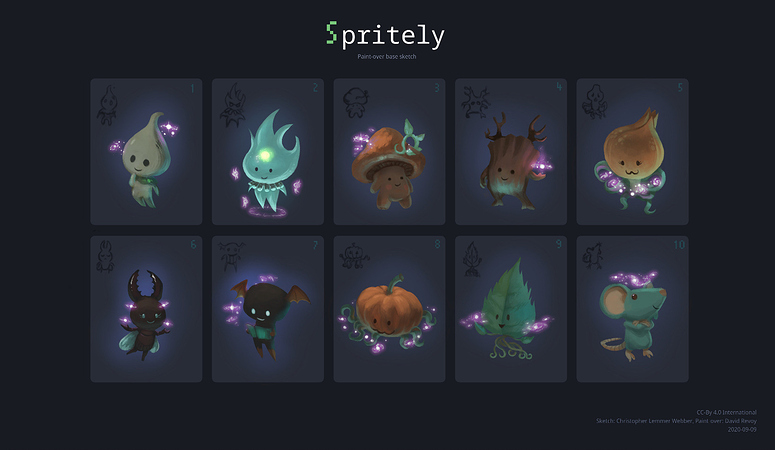 Spritely
Paint-over base sketch
1 2 3 4 5
6 7 8 9 10
CC-By 4.0 International
Sketch: Christopher Lemmer Webber, Paint over: David Revoy
2020-09-09